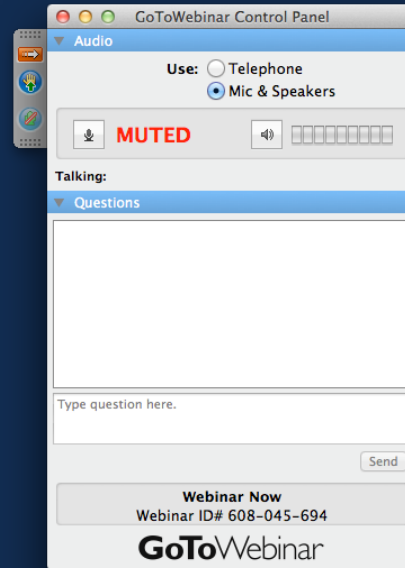 GoToWebinar Control Panel
Audio
Use: Telephone
Mic & Speakers
MUTED
Talking:
Questions
Type question here.
Send
Webinar Now
Webinar ID# 608-045-694
GoToWebinar